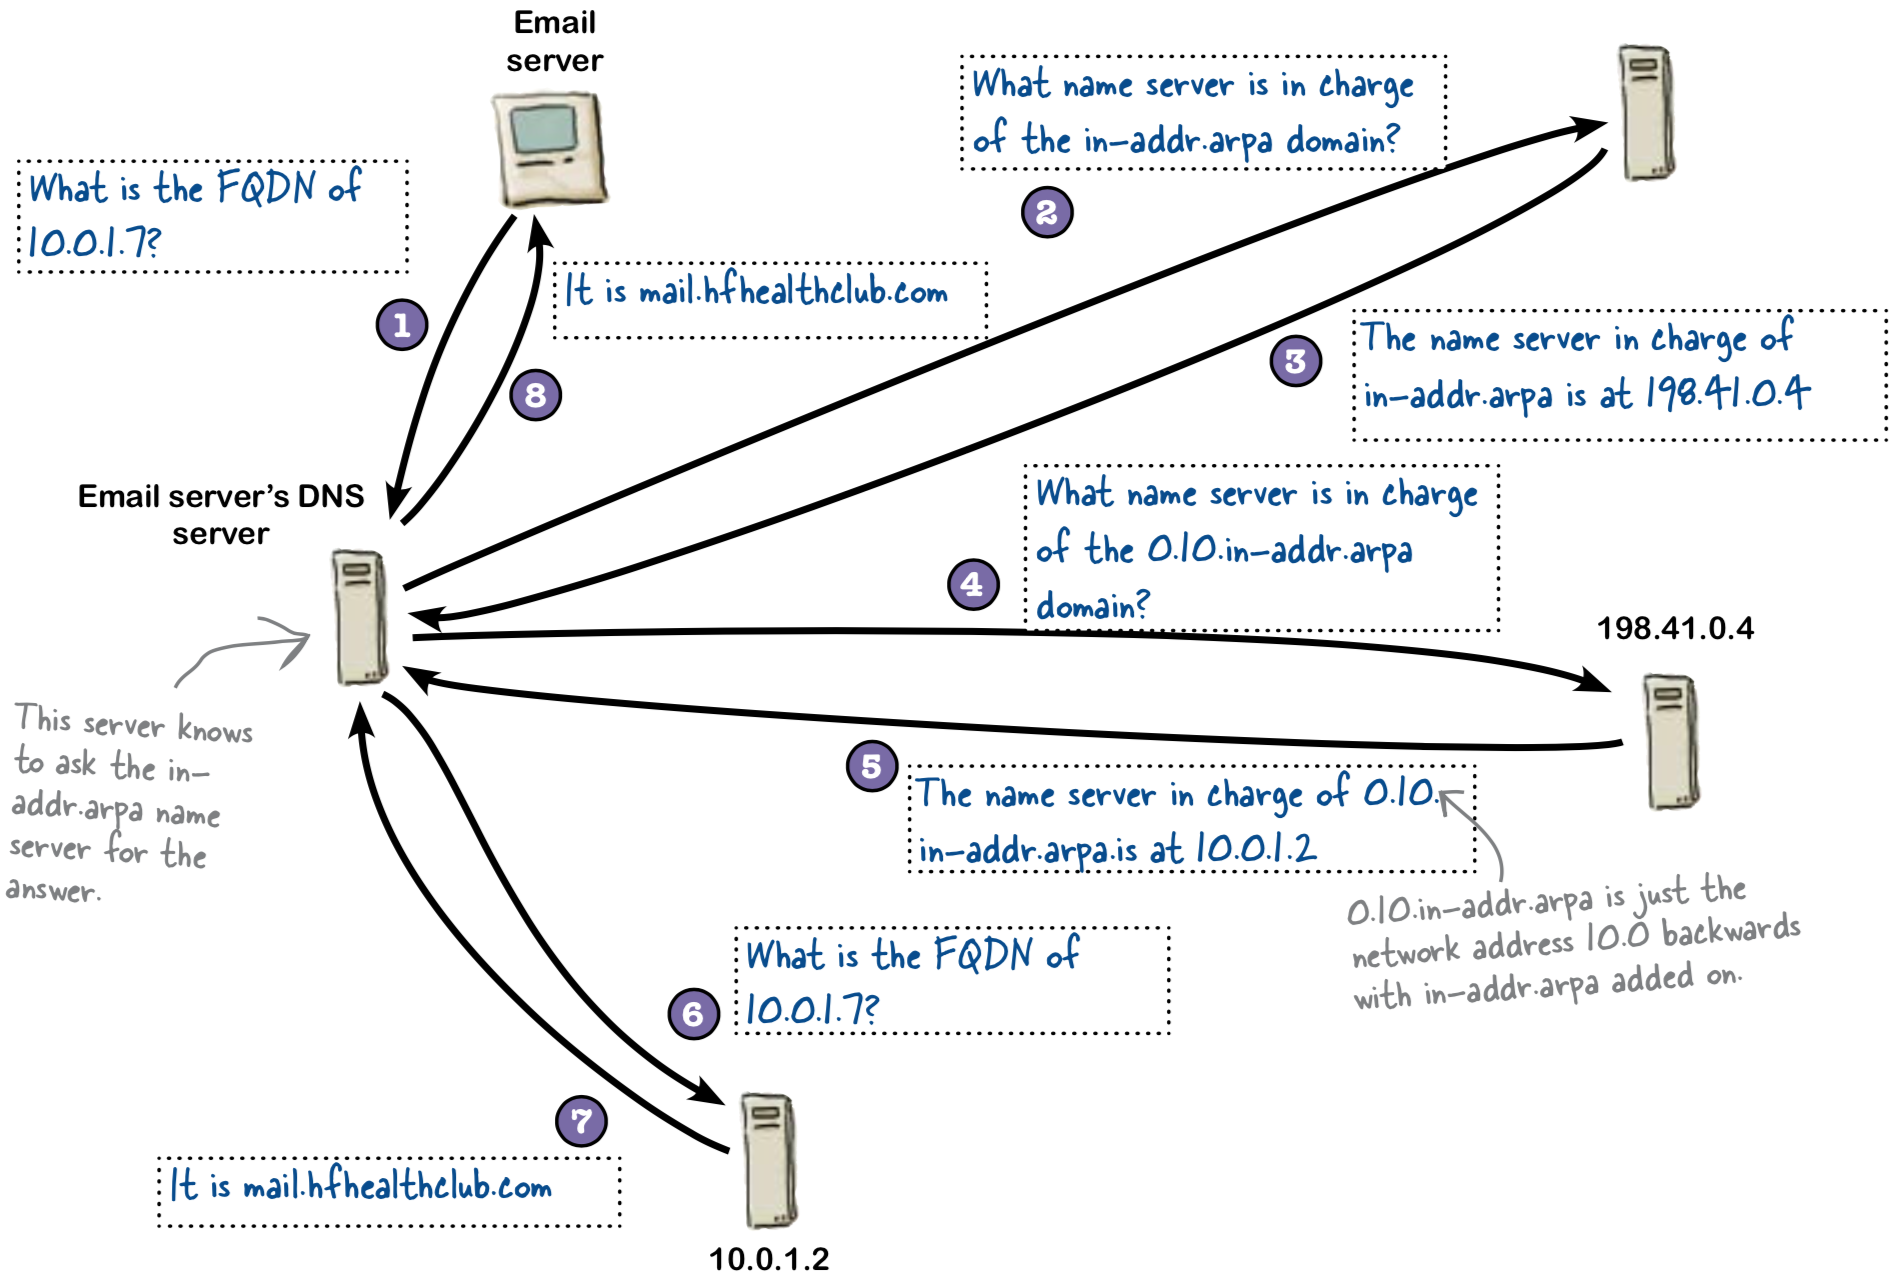 Email
server
What is the FQDN of
10.0.1.7?
1
It is mail.hfhealthclub.com
8
What name server is in charge
of the in-addr.arpa domain?
2
3
The name server in charge of
in-addr.arpa is at 198.41.0.4
Email server's DNS
server
What name server is in charge
of the 0.10.in-addr.arpa
domain?
4
198.41.0.4
This server knows
to ask the in-
addr.arpa name
server for the
answer.
5
The name server in charge of 0.10.
in-addr.arpa.is at 10.0.1.2
0.10.in-addr.arpa is just the
network address 10.0 backwards
with in-addr.arpa added on.
6
What is the FQDN of
10.0.1.7?
7
It is mail.hfhealthclub.com
10.0.1.2